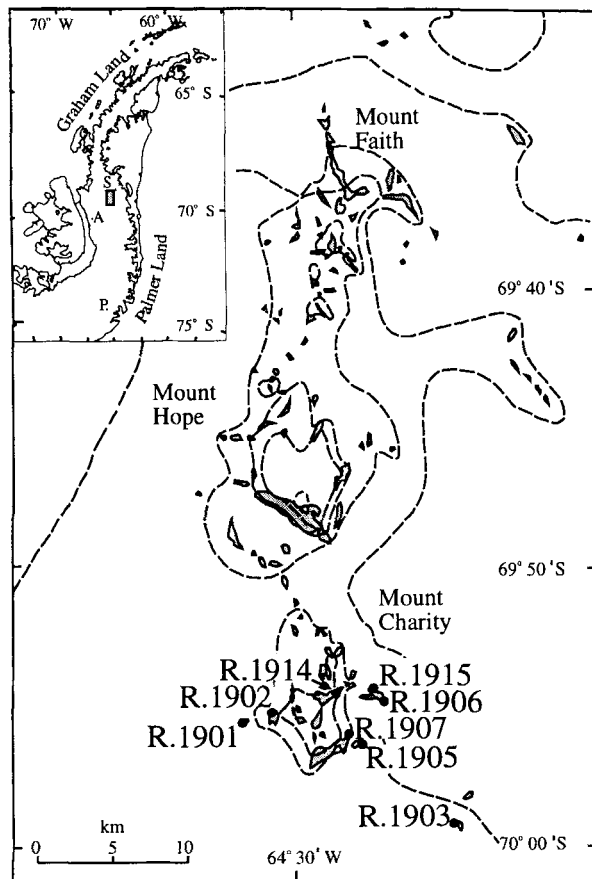 70° W
60° W
Graham Land
65° S
S.
A
70° S
Palmer Land
P.
75° S
Mount
Faith
69° 40 'S
Mount
Hope
69° 50 'S
Mount
Charity
R.1914
R.1915
R.1902
R.1906
R.1901
R.1907
R.1905
R.1903
km
0 5 10
64° 30 ' W
70° 00 'S